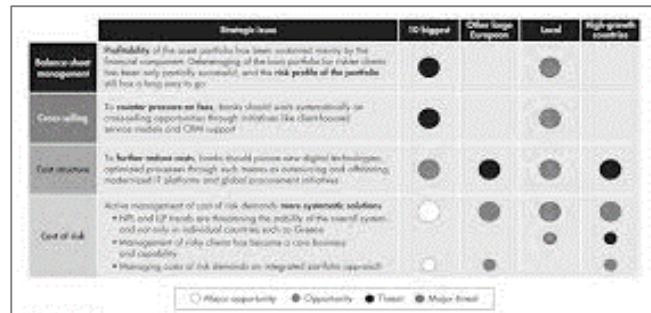 Strategic issues
10 biggest
Other large European
Local
High-growth countries
Balance-sheet management
Profitability of the asset portfolio has been sustained mainly by the
financial component. Deleveraging of the loan portfolio for riskier clients
has been only partially successful, and the risk profile of the portfolio
still has a long way to go
Cross-selling
To counter pressure on fees, banks should work systematically on
cross-selling opportunities through initiatives like client-focused
service models and CRM support
Cost structure
To further reduce costs, banks should pursue new digital technologies,
optimized processes through such themes as outsourcing and offshoring,
modernized IT platforms and global procurement initiatives
Cost of risk
Active management of cost of risk demands more systematic solutions
• NPL and LLP trends are threatening the stability of the overall system
and not only in individual countries such as Greece
• Management of risky clients has become a core business
and capability
• Managing costs of risk demands an integrated portfolio approach
Major opportunity
Opportunity
Threat
Major threat